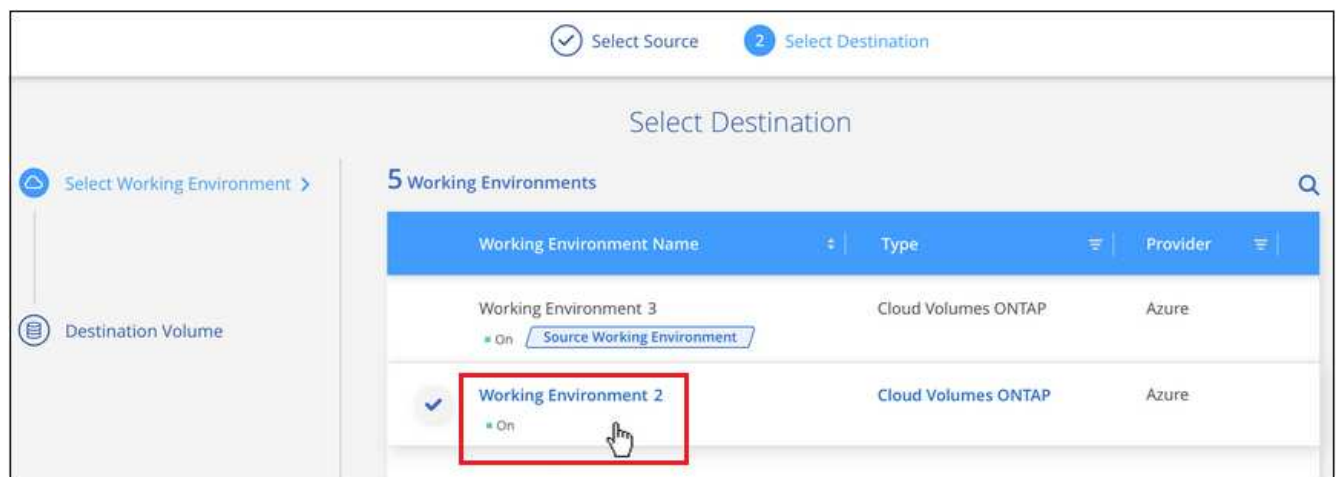 Select Source
2 Select Destination
Select Destination
Select Working Environment >
Destination Volume
5 Working Environments
Working Environment Name Type Provider
Working Environment 3 Cloud Volumes ONTAP Azure
On Source Working Environment
Working Environment 2 Cloud Volumes ONTAP Azure
On